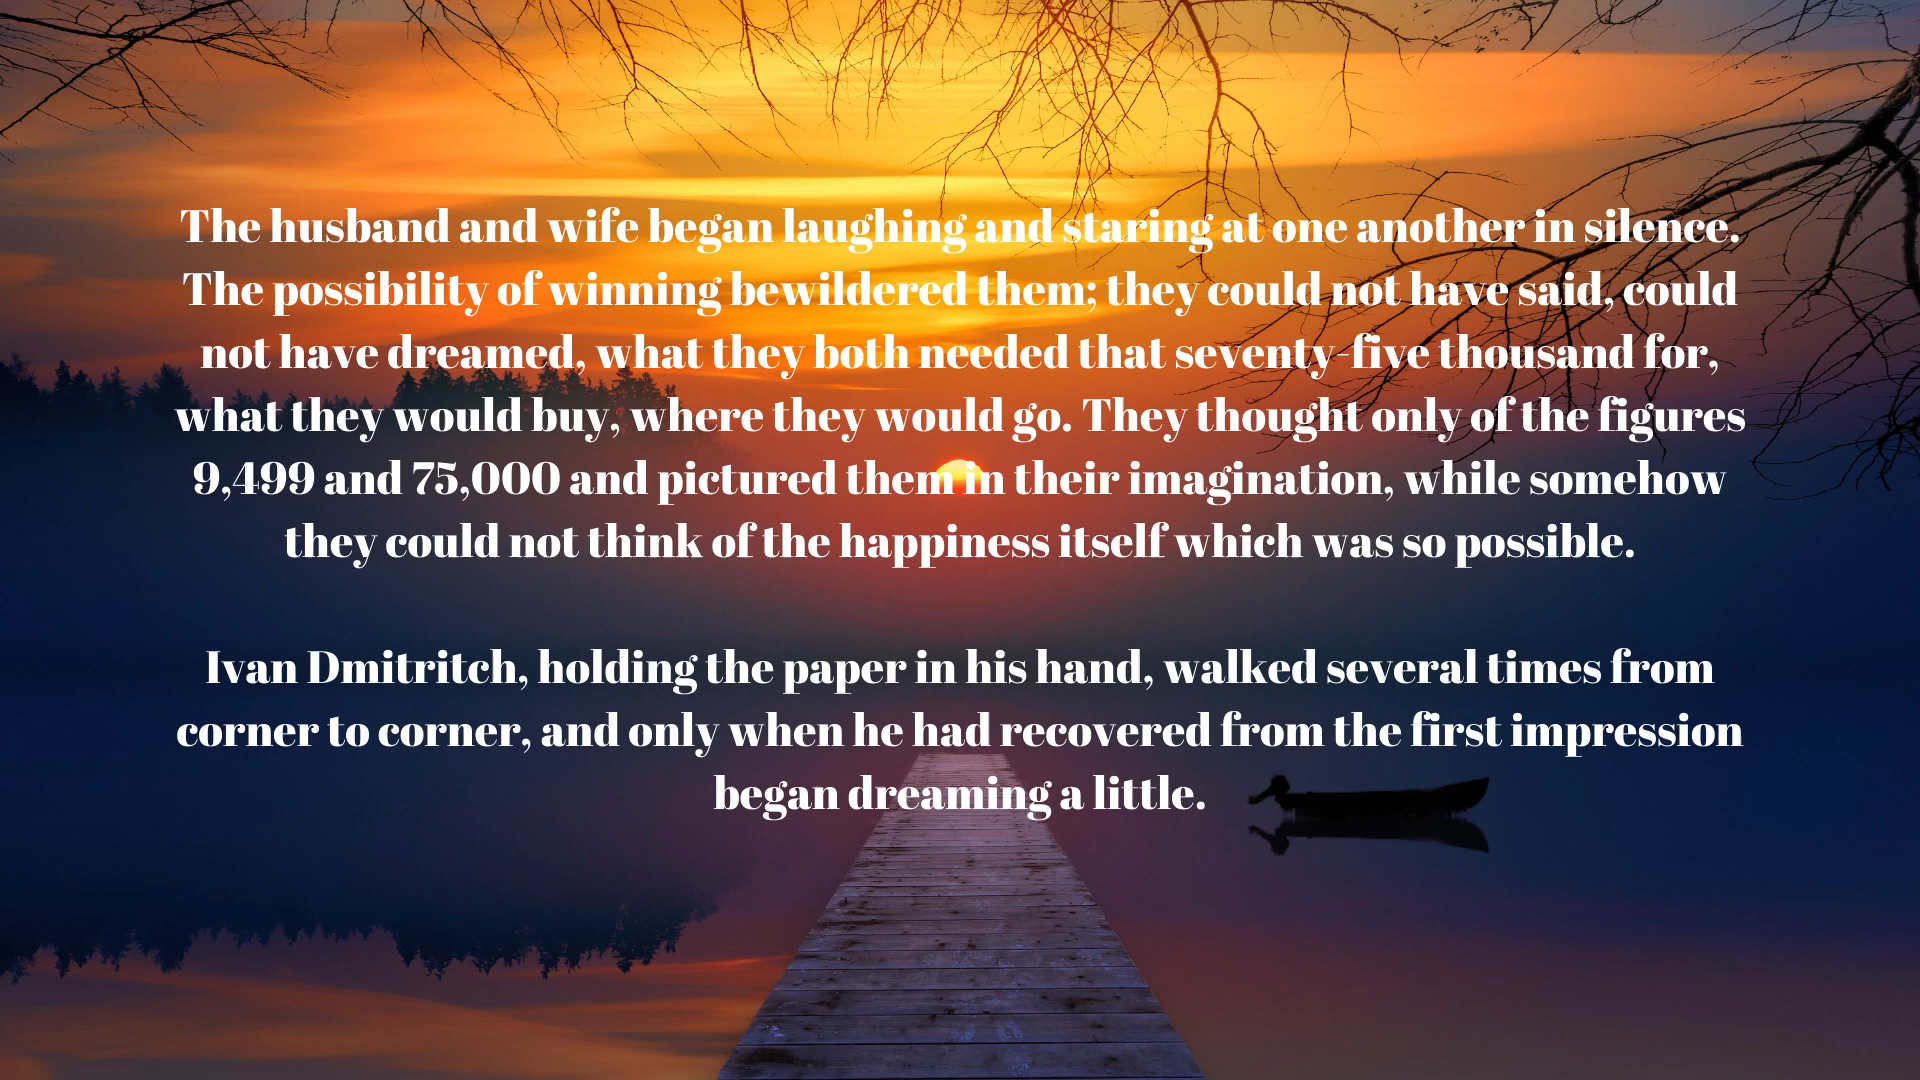 The husband and wife began laughing and staring at one another in silence.
The possibility of winning bewildered them; they could not have said, could
not have dreamed, what they both needed that seventy-five thousand for,
what they would buy, where they would go. They thought only of the figures
9,499 and 75,000 and pictured them in their imagination, while somehow
they could not think of the happiness itself which was so possible.
Ivan Dmitritch, holding the paper in his hand, walked several times from
corner to corner, and only when he had recovered from the first impression
began dreaming a little.